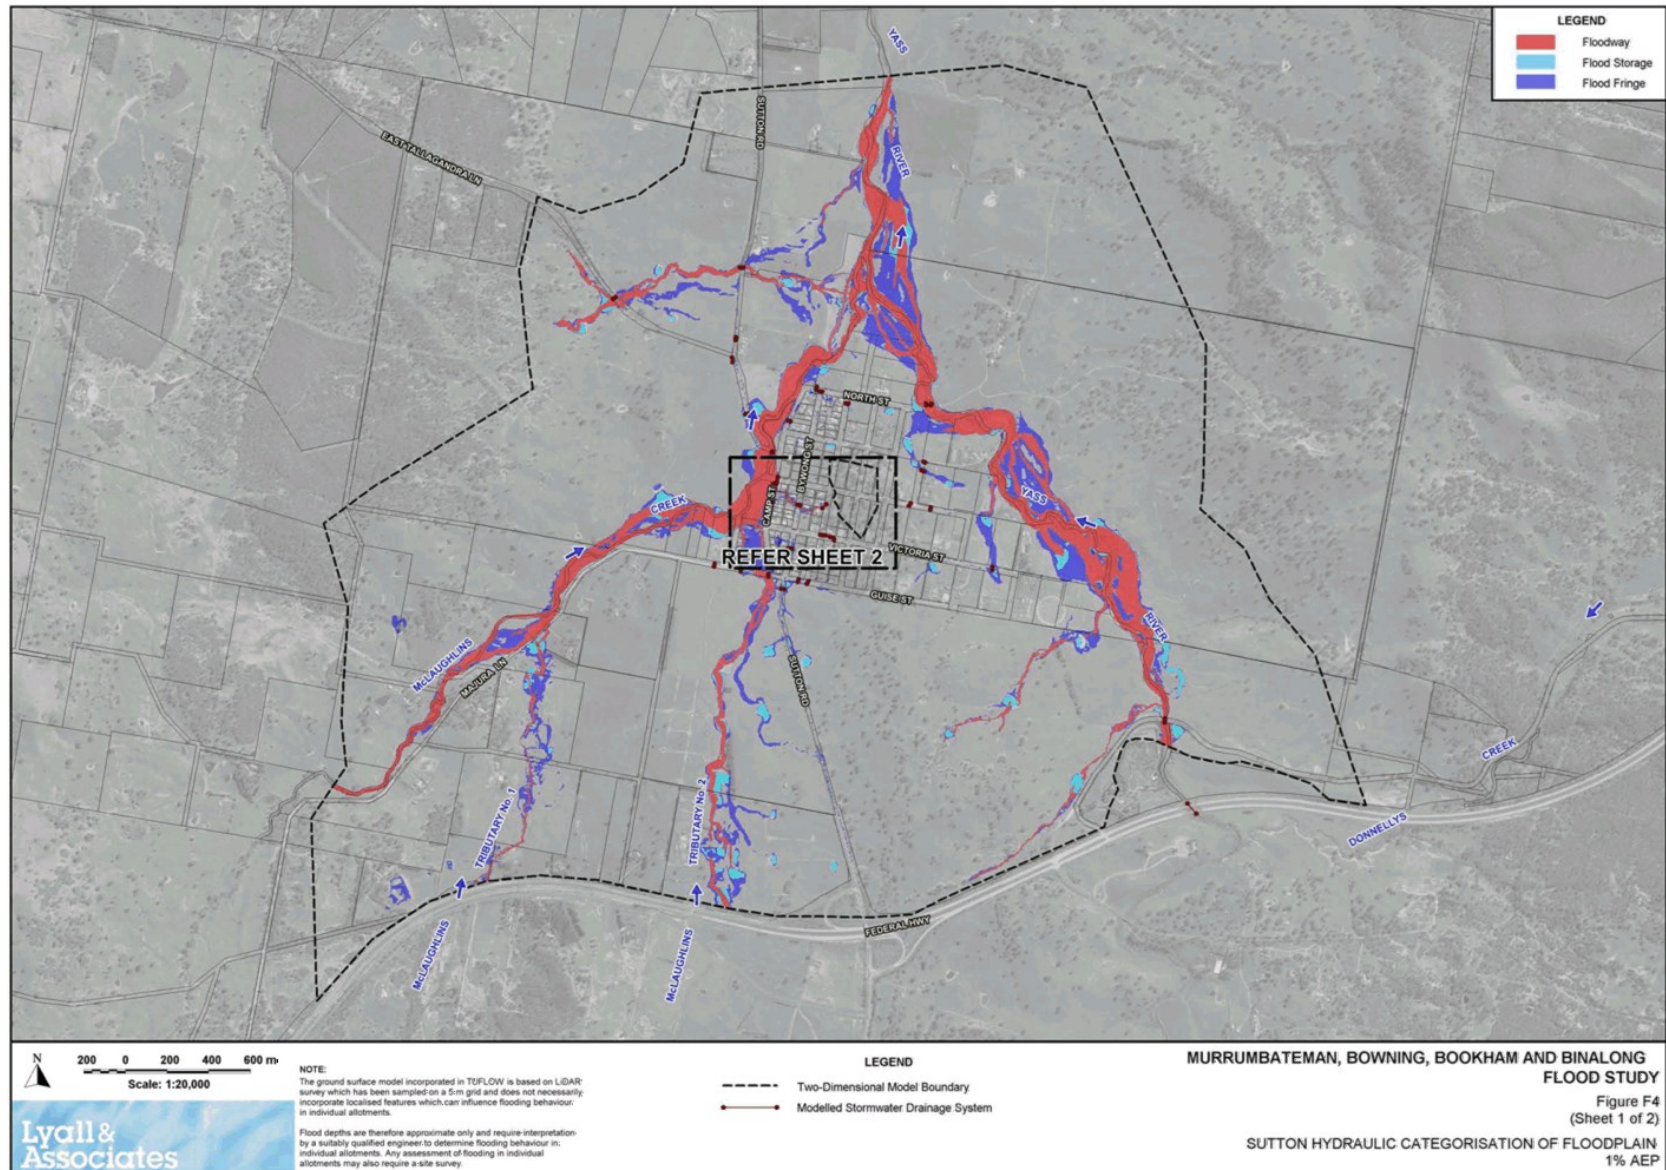 LEGEND
Floodway
Flood Storage
Flood Fringe
YASS
SUTTON RD
EAST TALLAGANDRA LN
RIVER
NORTH ST
BYWONG ST
CAMP ST
CREEK
YASS
REFER SHEET 2
VICTORIA ST
GUISE ST
RIVER
McLAUGHLINS
MAJURA LN
SUTTON RD
CREEK
TRIBUTARY No. 1
TRIBUTARY No. 2
DONNELLYS
McLAUGHLINS
McLAUGHLINS
FEDERAL HWY
N
200 0 200 400 600 m
Scale: 1:20,000
Lyall &
Associates
NOTE:
The ground surface model incorporated in TUFLOW is based on LiDAR
survey which has been sampled on a 5m grid and does not necessarily
incorporate localised features which can influence flooding behaviour
in individual allotments.
Flood depths are therefore approximate only and require interpretation
by a suitably qualified engineer to determine flooding behaviour in
individual allotments. Any assessment of flooding in individual
allotments may also require a site survey.
LEGEND
Two-Dimensional Model Boundary
Modelled Stormwater Drainage System
MURRUMBATEMAN, BOWNING, BOOKHAM AND BINALONG
FLOOD STUDY
Figure F4
(Sheet 1 of 2)
SUTTON HYDRAULIC CATEGORISATION OF FLOODPLAIN
1% AEP